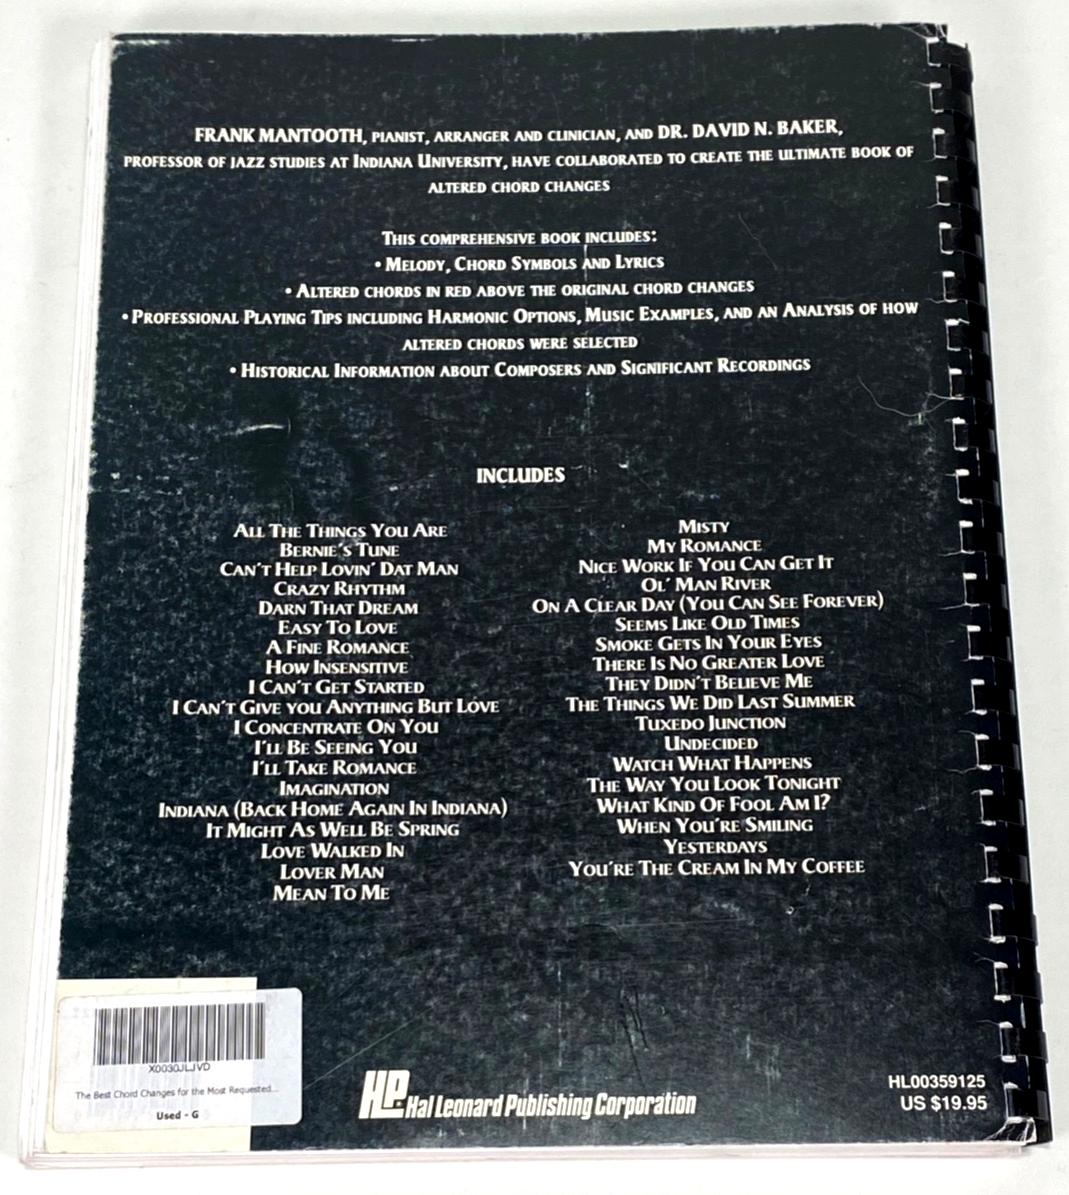 FRANK MANTOOTH, PIANIST, ARRANGER AND CLINICIAN, AND DR. DAVID N. BAKER,
PROFESSOR OF JAZZ STUDIES AT INDIANA UNIVERSITY, HAVE COLLABORATED TO CREATE THE ULTIMATE BOOK OF
ALTERED CHORD CHANGES
THIS COMPREHENSIVE BOOK INCLUDES:
• MELODY, CHORD SYMBOLS AND LYRICS
• ALTERED CHORDS IN RED ABOVE THE ORIGINAL CHORD CHANGES
• PROFESSIONAL PLAYING TIPS INCLUDING HARMONIC OPTIONS, MUSIC EXAMPLES, AND AN ANALYSIS OF HOW
ALTERED CHORDS WERE SELECTED
• HISTORICAL INFORMATION ABOUT COMPOSERS AND SIGNIFICANT RECORDINGS
INCLUDES
ALL THE THINGS YOU ARE
BERNIE'S TUNE
CAN'T HELP LOVIN' DAT MAN
CRAZY RHYTHM
DARN THAT DREAM
EASY TO LOVE
A FINE ROMANCE
HOW INSENSITIVE
I CAN'T GET STARTED
I CAN'T GIVE YOU ANYTHING BUT LOVE
I CONCENTRATE ON YOU
I'LL BE SEEING YOU
I'LL TAKE ROMANCE
IMAGINATION
INDIANA (BACK HOME AGAIN IN INDIANA)
IT MIGHT AS WELL BE SPRING
LOVE WALKED IN
LOVER MAN
MEAN TO ME
MISTY
MY ROMANCE
NICE WORK IF YOU CAN GET IT
OL' MAN RIVER
ON A CLEAR DAY (YOU CAN SEE FOREVER)
SEEMS LIKE OLD TIMES
SMOKE GETS IN YOUR EYES
THERE IS NO GREATER LOVE
THEY DIDN'T BELIEVE ME
THE THINGS WE DID LAST SUMMER
TUXEDO JUNCTION
UNDECIDED
WATCH WHAT HAPPENS
THE WAY YOU LOOK TONIGHT
WHAT KIND OF FOOL AM I?
WHEN YOU'RE SMILING
YESTERDAYS
YOU'RE THE CREAM IN MY COFFEE
X0030JLJVD
The Best Chord Changes for the Most Requested...
Used - G
HP Hal Leonard Publishing Corporation
HL00359125
US $19.95